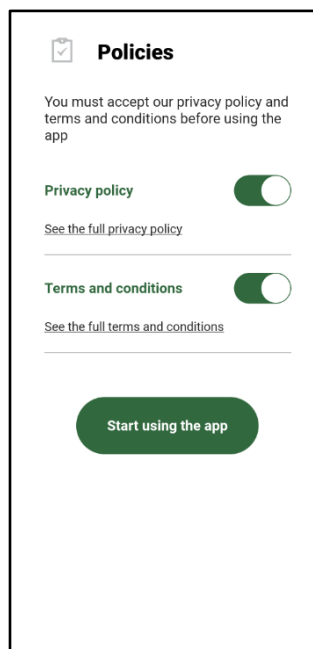 Policies
You must accept our privacy policy and
terms and conditions before using the
app
Privacy policy
See the full privacy policy
Terms and conditions
See the full terms and conditions
Start using the app